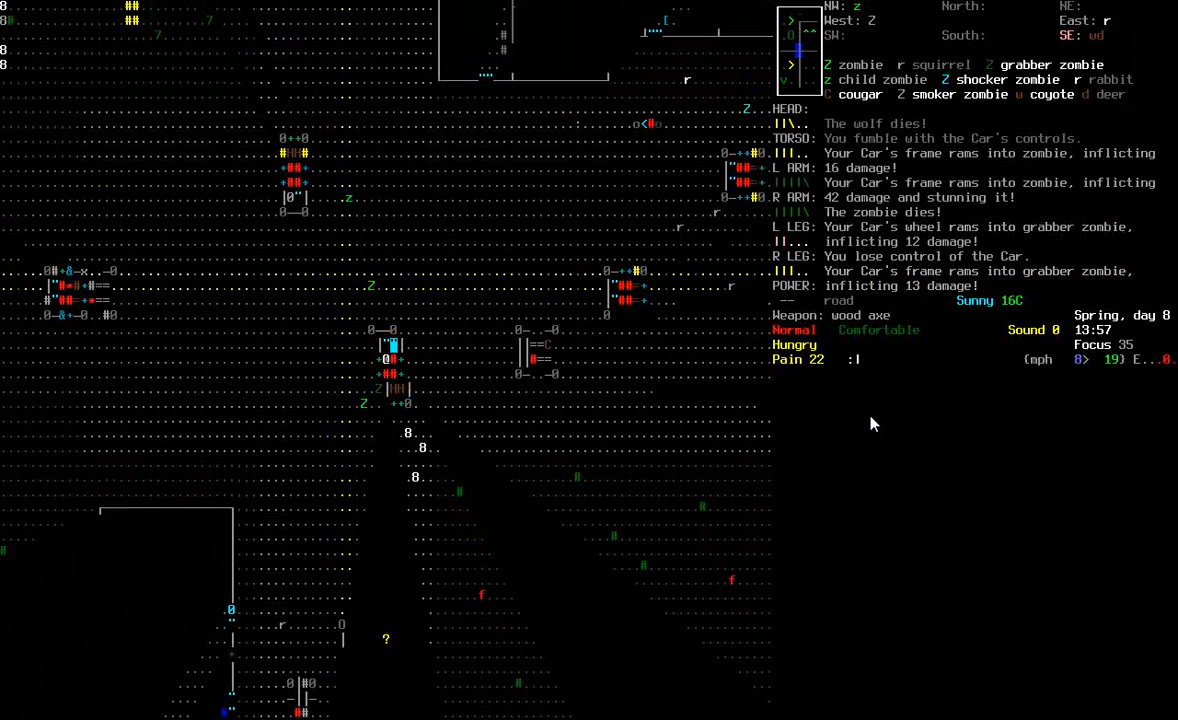 NW: z North: NE:
West: Z East: r
SW: South: SE: wd
Z zombie r squirrel Z grabber zombie
z child zombie Z shocker zombie r rabbit
C cougar Z smoker zombie w coyote d deer
HEAD:
||\.. The wolf dies!
TORSO: You fumble with the Car's controls.
|||.. Your Car's frame rams into zombie, inflicting
L ARM: 16 damage!
||||\ Your Car's frame rams into zombie, inflicting
R ARM: 42 damage and stunning it!
||||\ The zombie dies!
L LEG: Your Car's wheel rams into grabber zombie,
||... inflicting 12 damage!
R LEG: You lose control of the Car.
|||.. Your Car's frame rams into grabber zombie,
POWER: inflicting 13 damage!
-- road Sunny 16C
Weapon: wood axe Spring, day 8
Normal Comfortable Sound 0 13:57
Hungry Focus 35
Pain 22 :| {mph 8> 19} E...0.